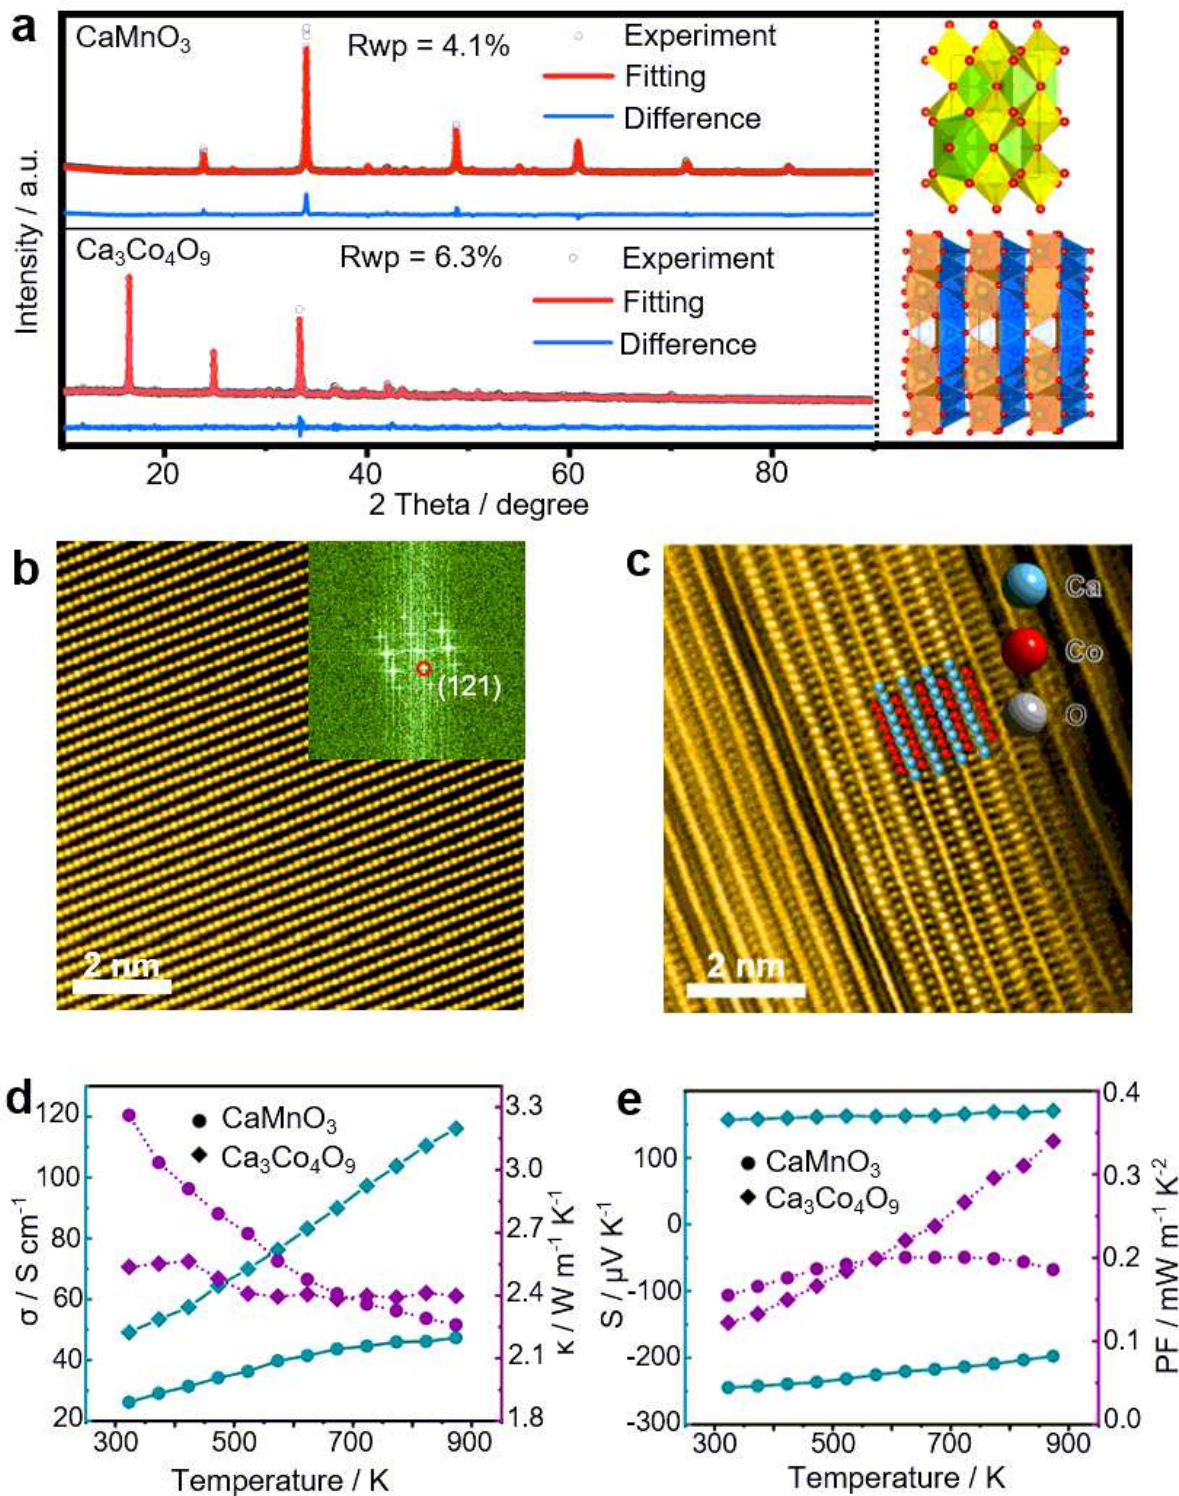 a
CaMnO₃
Rwp = 4.1%
Experiment
Fitting
Difference
Ca₃Co₄O₉
Rwp = 6.3%
Experiment
Fitting
Difference
Intensity / a.u.
20 40 60 80
2 Theta / degree
b
(121)
2 nm
c
Ca
Co
O
2 nm
d
CaMnO₃
Ca₃Co₄O₉
σ / S cm⁻¹
120
100
80
60
40
20
κ / W m⁻¹ K⁻¹
3.3
3.0
2.7
2.4
2.1
1.8
300 500 700 900
Temperature / K
e
CaMnO₃
Ca₃Co₄O₉
S / μV K⁻¹
100
0
-100
-200
-300
PF / mW m⁻¹ K⁻²
0.4
0.3
0.2
0.1
0.0
300 500 700 900
Temperature / K